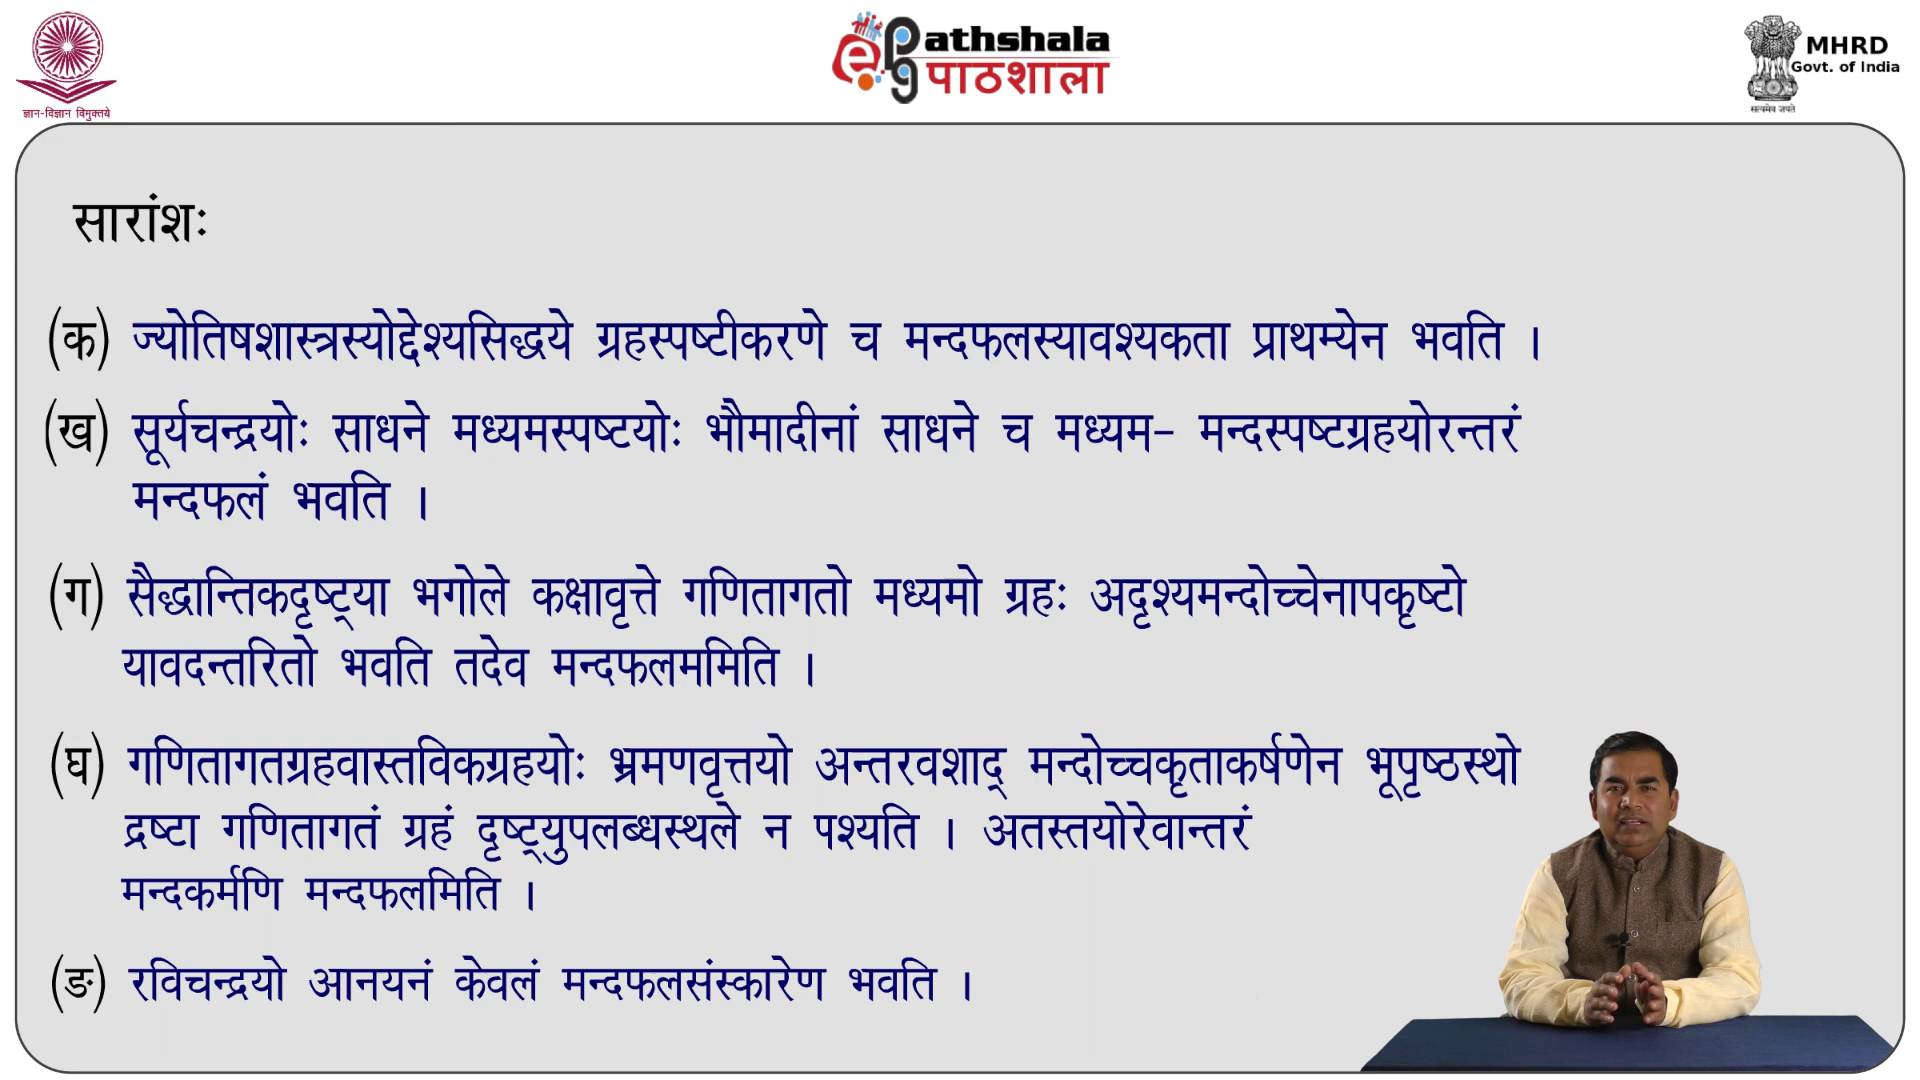 ज्ञान-विज्ञान विमुक्तये
ePathshala
पाठशाला
MHRD
Govt. of India
सत्यमेव जयते
सारांशः
(क) ज्योतिषशास्त्रस्योद्देश्यसिद्धये ग्रहस्पष्टीकरणे च मन्दफलस्यावश्यकता प्राथम्येन भवति ।
(ख) सूर्यचन्द्रयोः साधने मध्यमस्पष्टयोः भौमादीनां साधने च मध्यम- मन्दस्पष्टग्रहयोरन्तरं
मन्दफलं भवति ।
(ग) सैद्धान्तिकदृष्ट्या भगोले कक्षावृत्ते गणितागतो मध्यमो ग्रहः अदृश्यमन्दोच्चेनापकृष्टो
यावदन्तरितो भवति तदेव मन्दफलममिति ।
(घ) गणितागतग्रहवास्तविकग्रहयोः भ्रमणवृत्तयो अन्तरवशाद् मन्दोच्चकृताकर्षणेन भूपृष्ठस्थो
द्रष्टा गणितागतं ग्रहं दृष्ट्युपलब्धस्थले न पश्यति । अतस्तयोरेवान्तरं
मन्दकर्मणि मन्दफलमिति ।
(ङ) रविचन्द्रयो आनयनं केवलं मन्दफलसंस्कारेण भवति ।